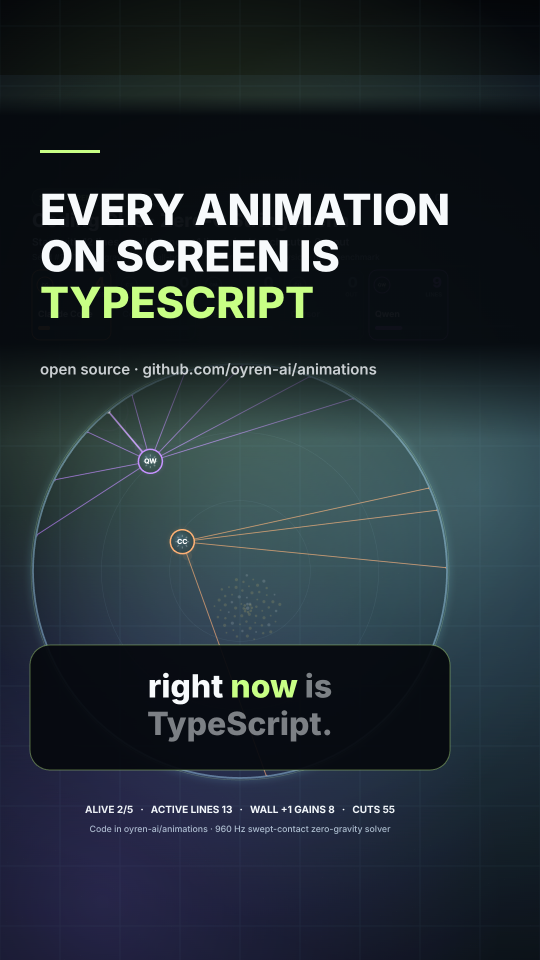 EVERY ANIMATION
ON SCREEN IS
TYPESCRIPT
open source · github.com/oyren-ai/animations
QW
CC
right now is
TypeScript.
ALIVE 2/5 · ACTIVE LINES 13 · WALL +1 GAINS 8 · CUTS 55
Code in oyren-ai/animations · 960 Hz swept-contact zero-gravity solver